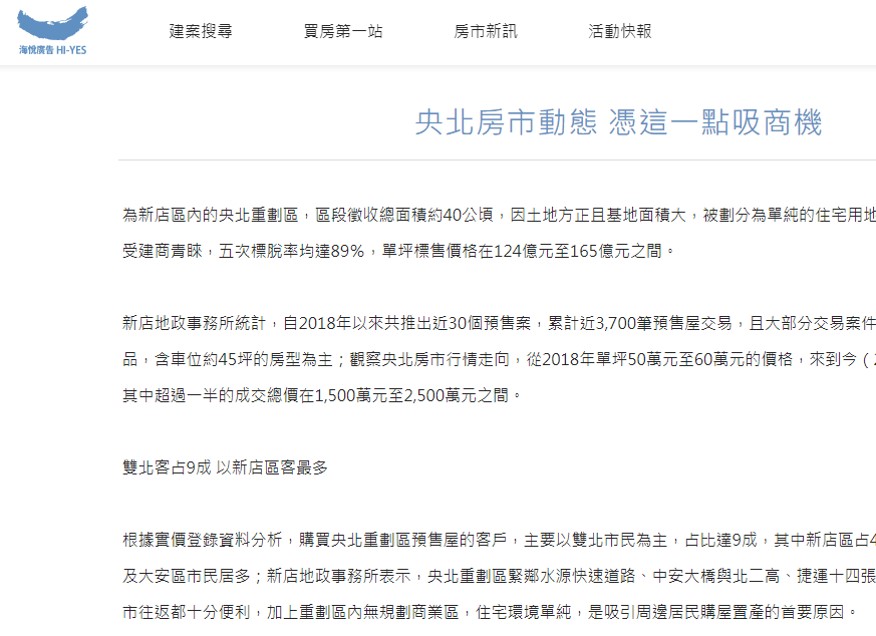 海悅廣告 HI-YES
建案搜尋 買房第一站 房市新訊 活動快報
央北房市動態 憑這一點吸商機
為新店區內的央北重劃區，區段徵收總面積約40公頃，因土地方正且基地面積大，被劃分為單純的住宅用地
受建商青睞，五次標脫率均達89%，單坪標售價格在124億元至165億元之間。
新店地政事務所統計，自2018年以來共推出近30個預售案，累計近3,700筆預售屋交易，且大部分交易案件
品，含車位約45坪的房型為主；觀察央北房市行情走向，從2018年單坪50萬元至60萬元的價格，來到今（2
其中超過一半的成交總價在1,500萬元至2,500萬元之間。
雙北客占9成 以新店區客最多
根據實價登錄資料分析，購買央北重劃區預售屋的客戶，主要以雙北市民為主，占比達9成，其中新店區占4
及大安區市民居多；新店地政事務所表示，央北重劃區緊鄰水源快速道路、中安大橋與北二高、捷運十四張
市往返都十分便利，加上重劃區內無規劃商業區，住宅環境單純，是吸引周邊居民購屋置產的首要原因。